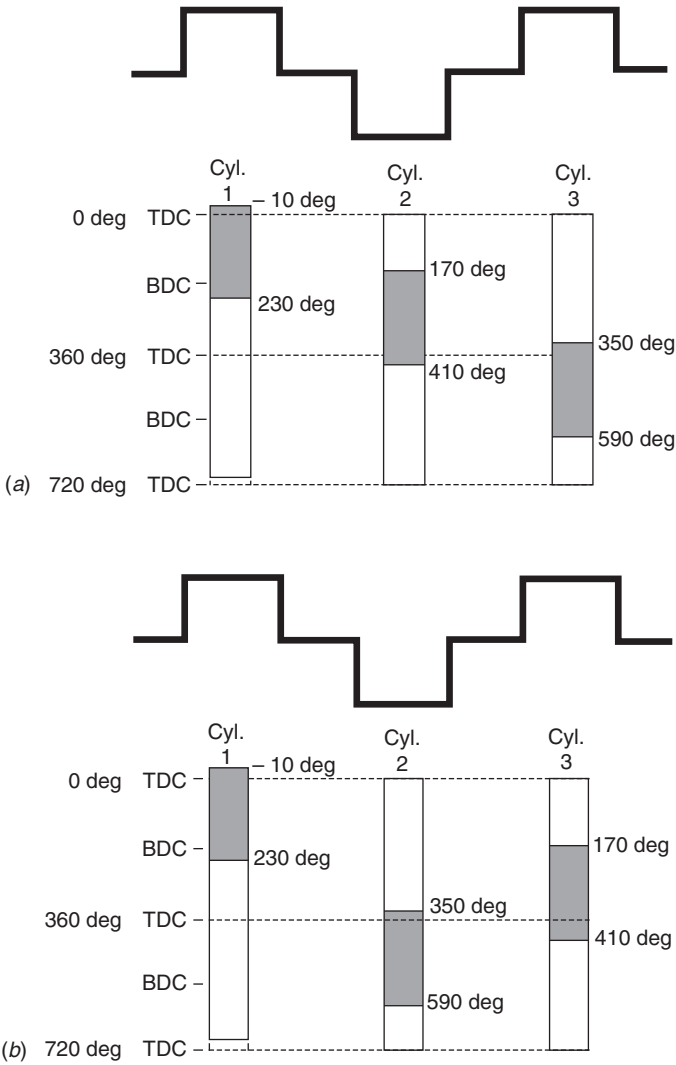 Cyl. 1
Cyl. 2
Cyl. 3
– 10 deg
0 deg TDC
170 deg
BDC
230 deg
350 deg
360 deg TDC
410 deg
BDC
590 deg
(a) 720 deg TDC
Cyl. 1
Cyl. 2
Cyl. 3
– 10 deg
0 deg TDC
170 deg
BDC
230 deg
350 deg
360 deg TDC
410 deg
BDC
590 deg
(b) 720 deg TDC